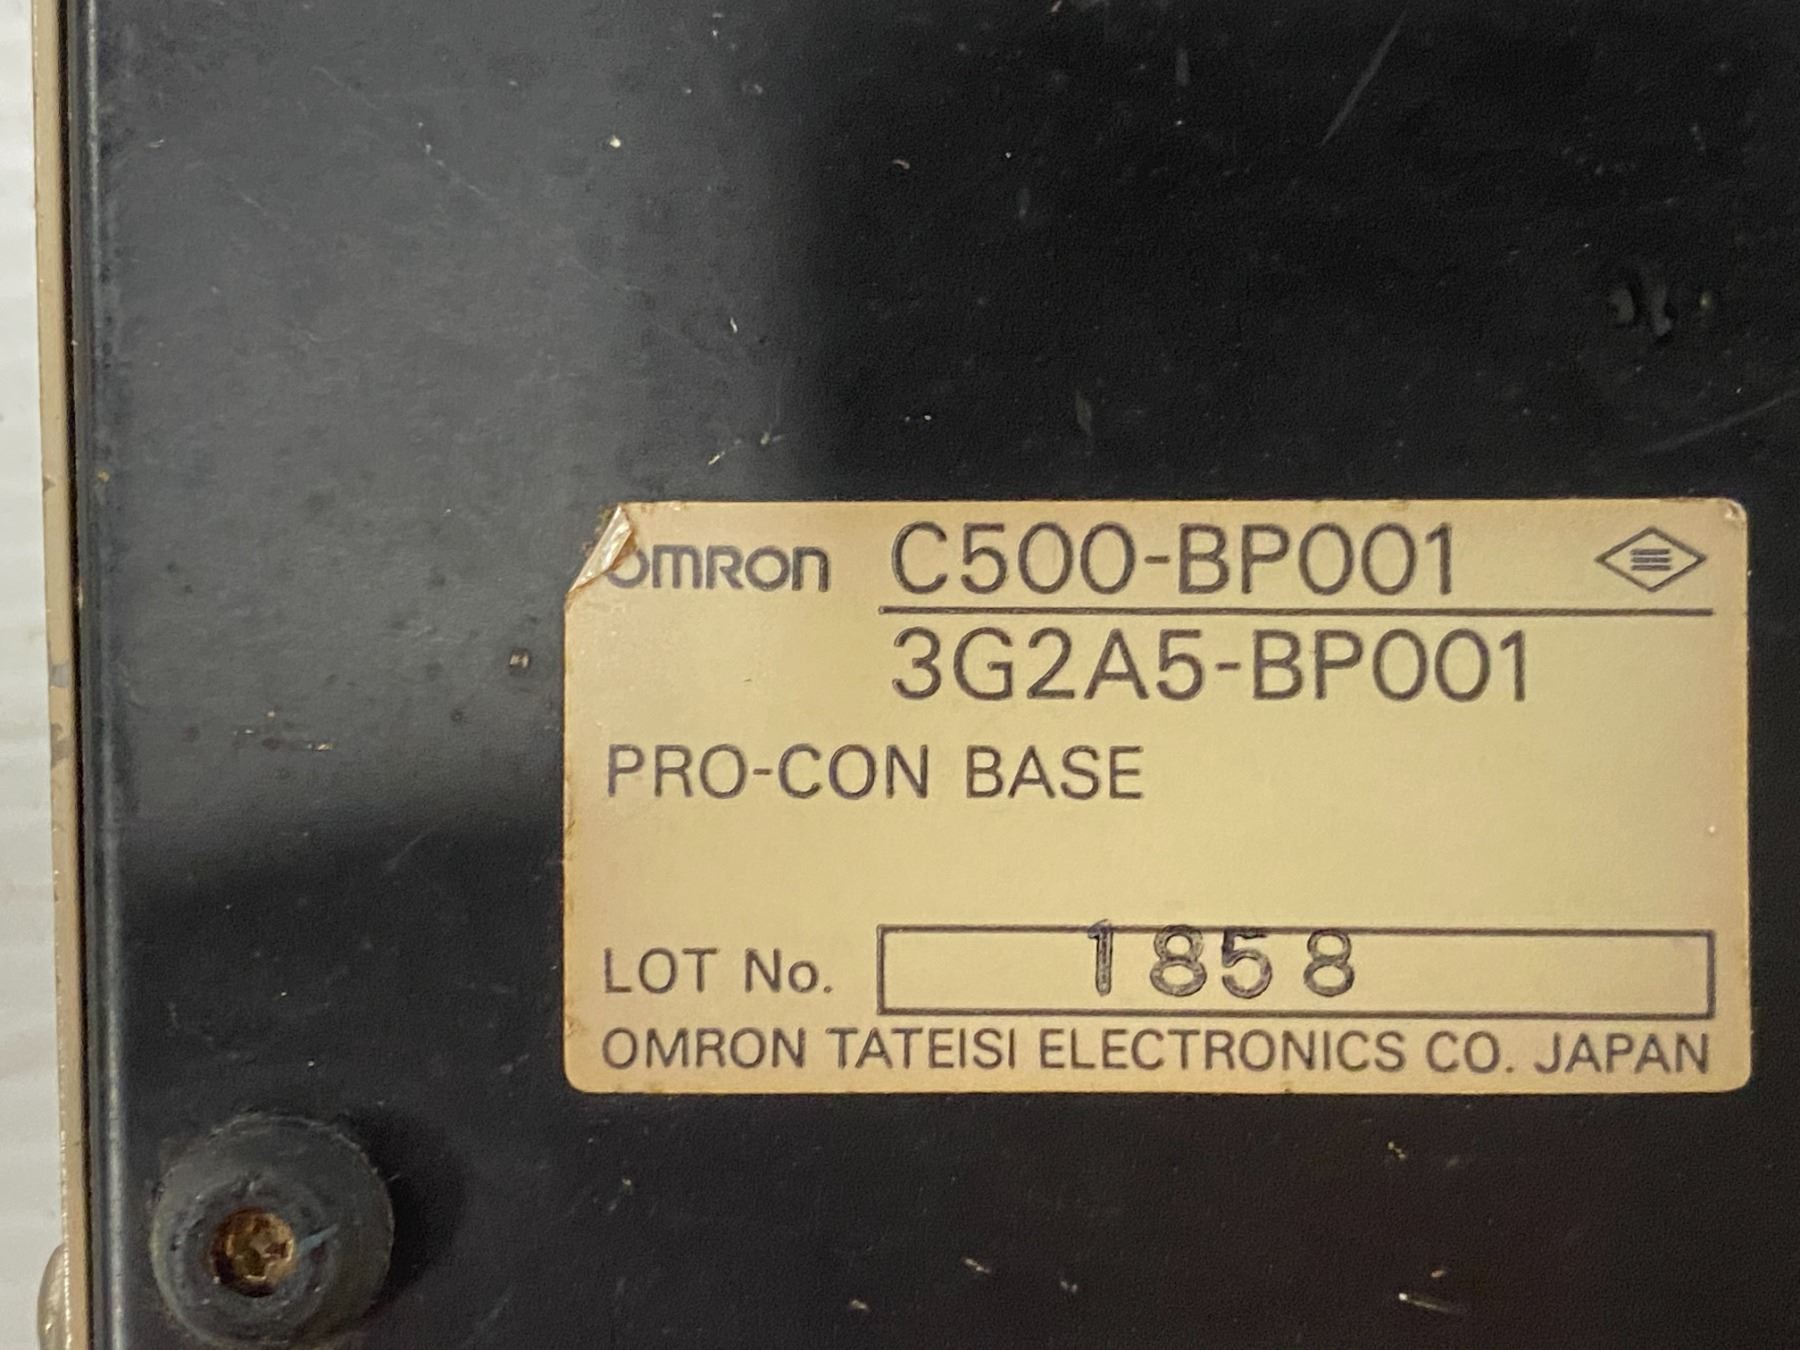 omron C500-BP001
3G2A5-BP001
PRO-CON BASE
LOT No. 1858
OMRON TATEISI ELECTRONICS CO. JAPAN